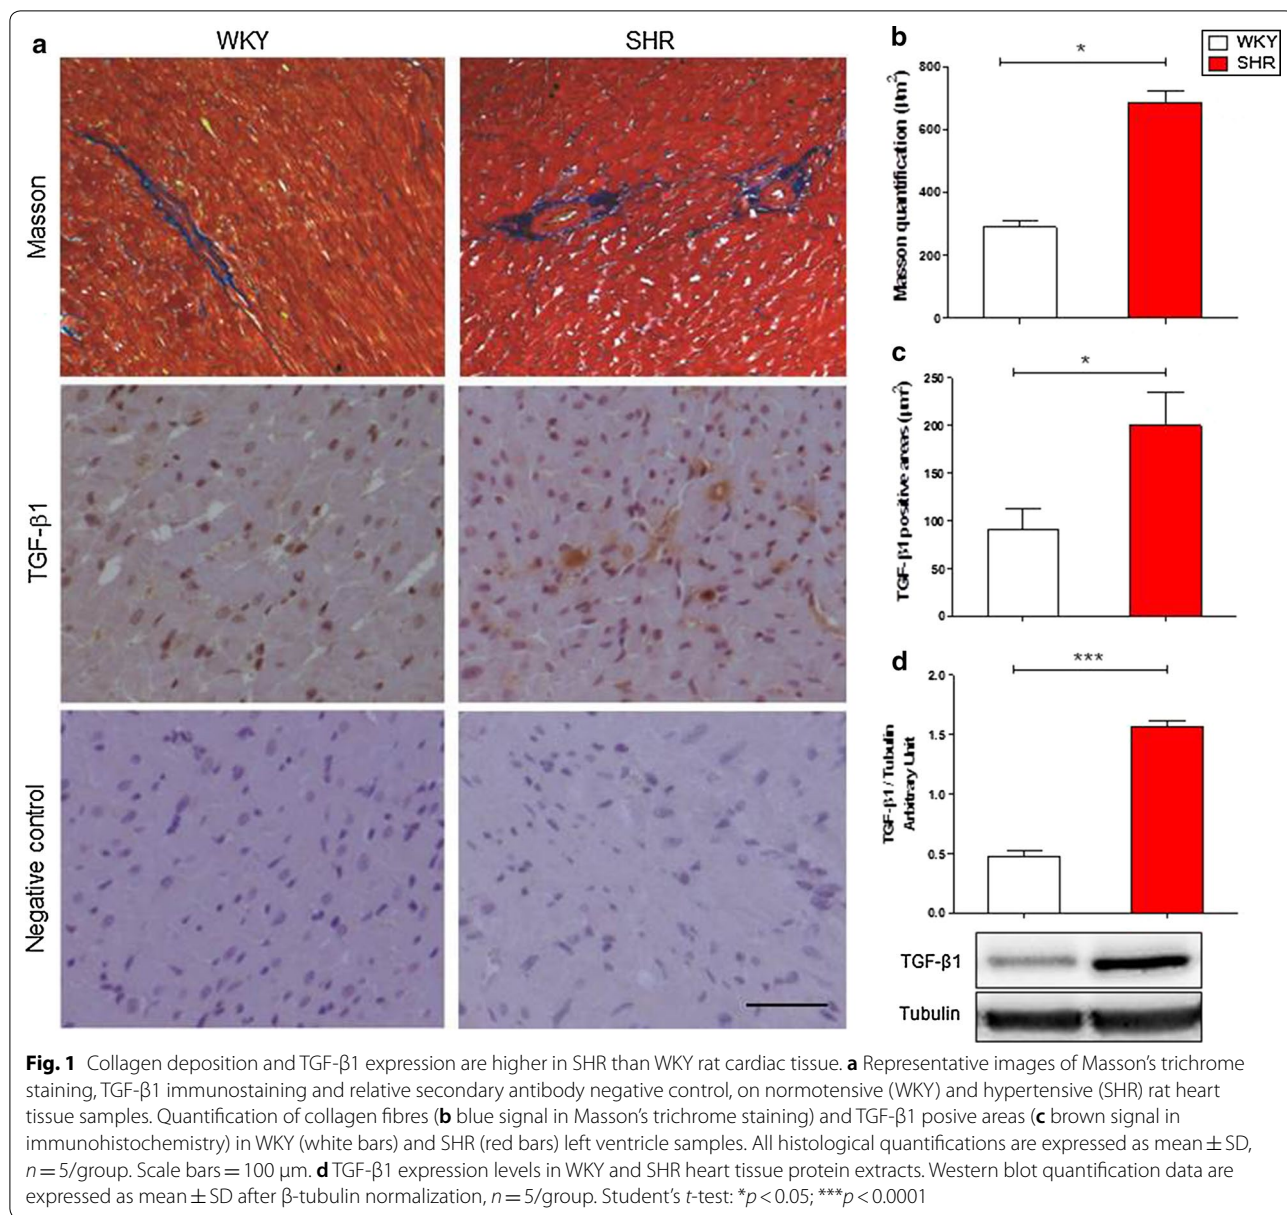 a
WKY
SHR
Masson
TGF-β1
Negative control
b
WKY
SHR
*
Masson quantification (µm²)
800
600
400
200
0
c
*
TGF-β1 positive areas (µm²)
250
200
150
100
50
0
d
***
TGF-β1 / Tubulin
Arbitrary Unit
2.0
1.5
1.0
0.5
0.0
TGF-β1
Tubulin
Fig. 1 Collagen deposition and TGF-β1 expression are higher in SHR than WKY rat cardiac tissue. a Representative images of Masson’s trichrome
staining, TGF-β1 immunostaining and relative secondary antibody negative control, on normotensive (WKY) and hypertensive (SHR) rat heart
tissue samples. Quantification of collagen fibres (b blue signal in Masson’s trichrome staining) and TGF-β1 posive areas (c brown signal in
immunohistochemistry) in WKY (white bars) and SHR (red bars) left ventricle samples. All histological quantifications are expressed as mean ± SD,
n = 5/group. Scale bars = 100 µm. d TGF-β1 expression levels in WKY and SHR heart tissue protein extracts. Western blot quantification data are
expressed as mean ± SD after β-tubulin normalization, n = 5/group. Student’s t-test: *p < 0.05; ***p < 0.0001